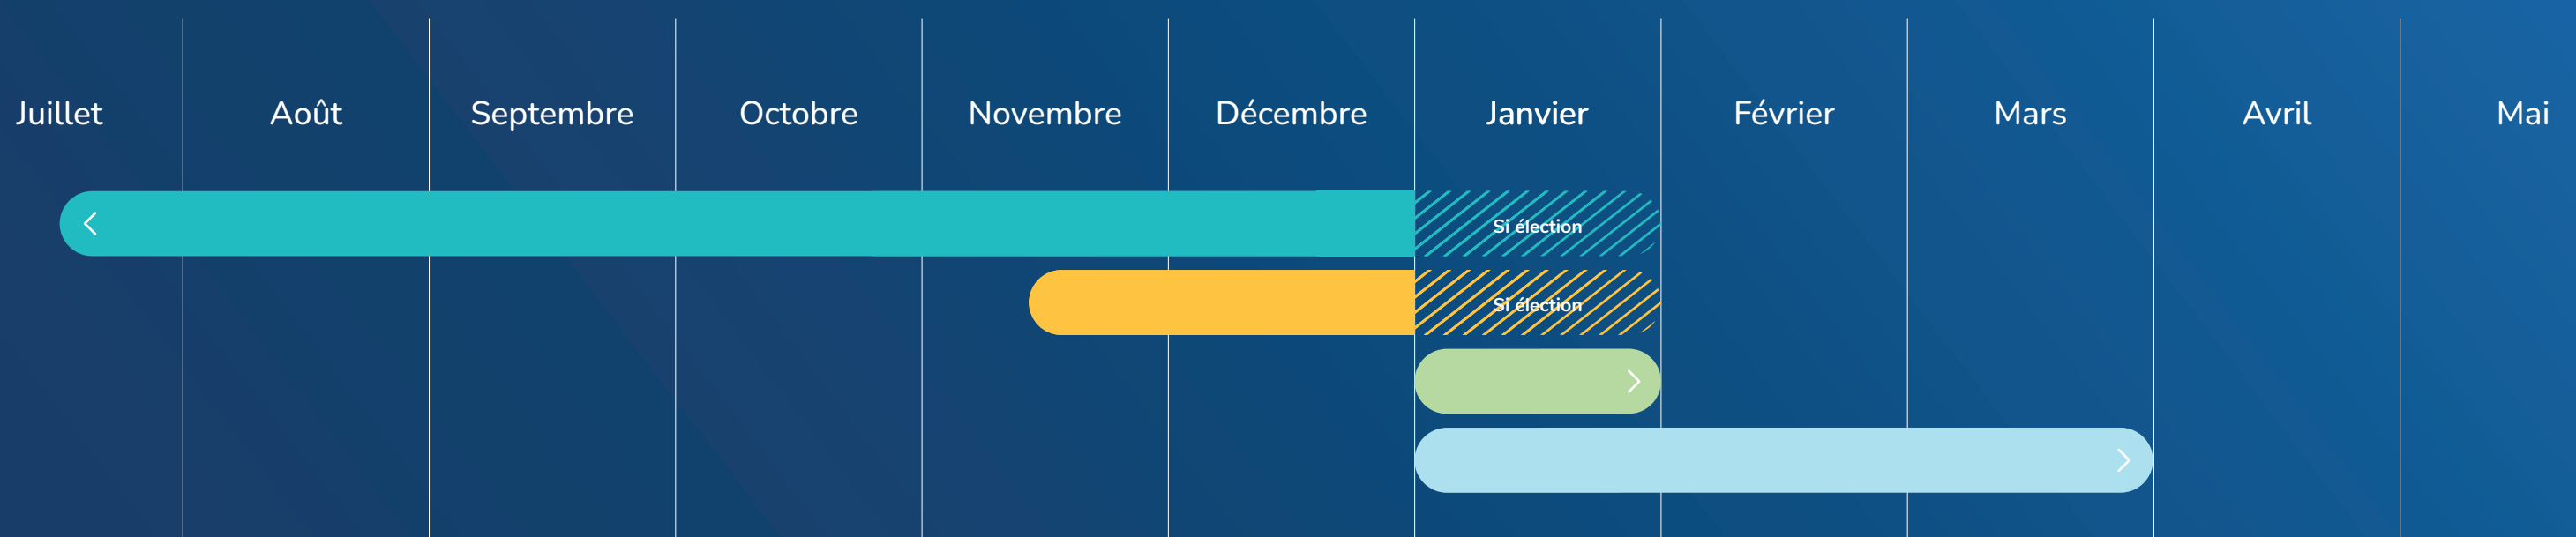 Juillet Août Septembre Octobre Novembre Décembre Janvier Février Mars Avril Mai
Si élection
Si élection